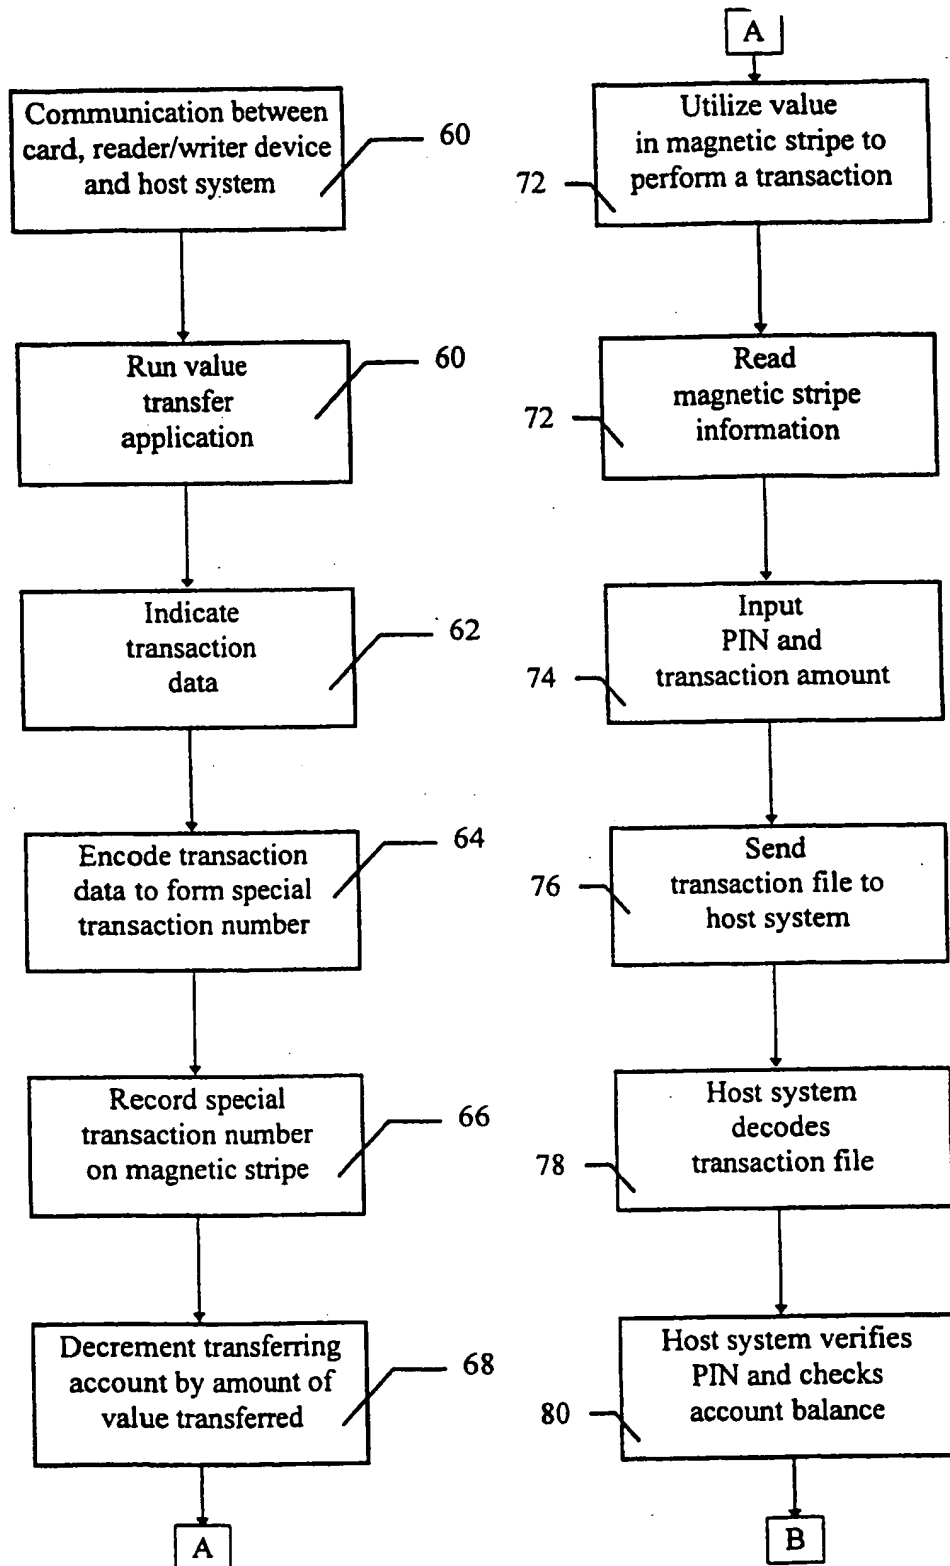 Communication between
card, reader/writer device
and host system
60
Run value
transfer
application
60
Indicate
transaction
data
62
Encode transaction
data to form special
transaction number
64
Record special
transaction number
on magnetic stripe
66
Decrement transferring
account by amount of
value transferred
68
A
A
Utilize value
in magnetic stripe to
perform a transaction
72
Read
magnetic stripe
information
72
Input
PIN and
transaction amount
74
Send
transaction file to
host system
76
Host system
decodes
transaction file
78
Host system verifies
PIN and checks
account balance
80
B